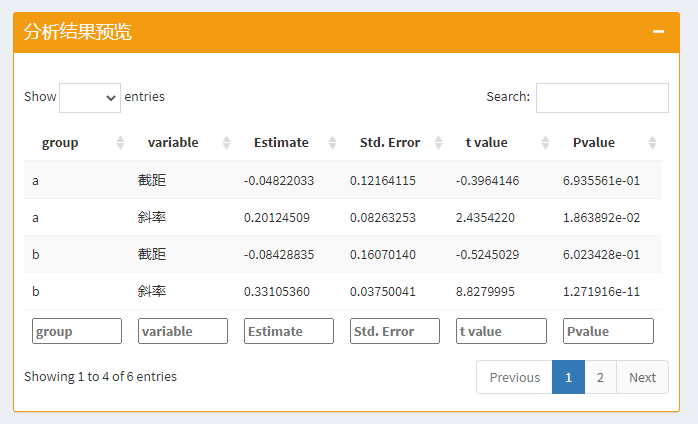 分析结果预览
Show entries Search:
group variable Estimate Std. Error t value Pvalue
a 截距 -0.04822033 0.12164115 -0.3964146 6.935561e-01
a 斜率 0.20124509 0.08263253 2.4354220 1.863892e-02
b 截距 -0.08428835 0.16070140 -0.5245029 6.023428e-01
b 斜率 0.33105360 0.03750041 8.8279995 1.271916e-11
group variable Estimate Std. Error t value Pvalue
Showing 1 to 4 of 6 entries Previous 1 2 Next